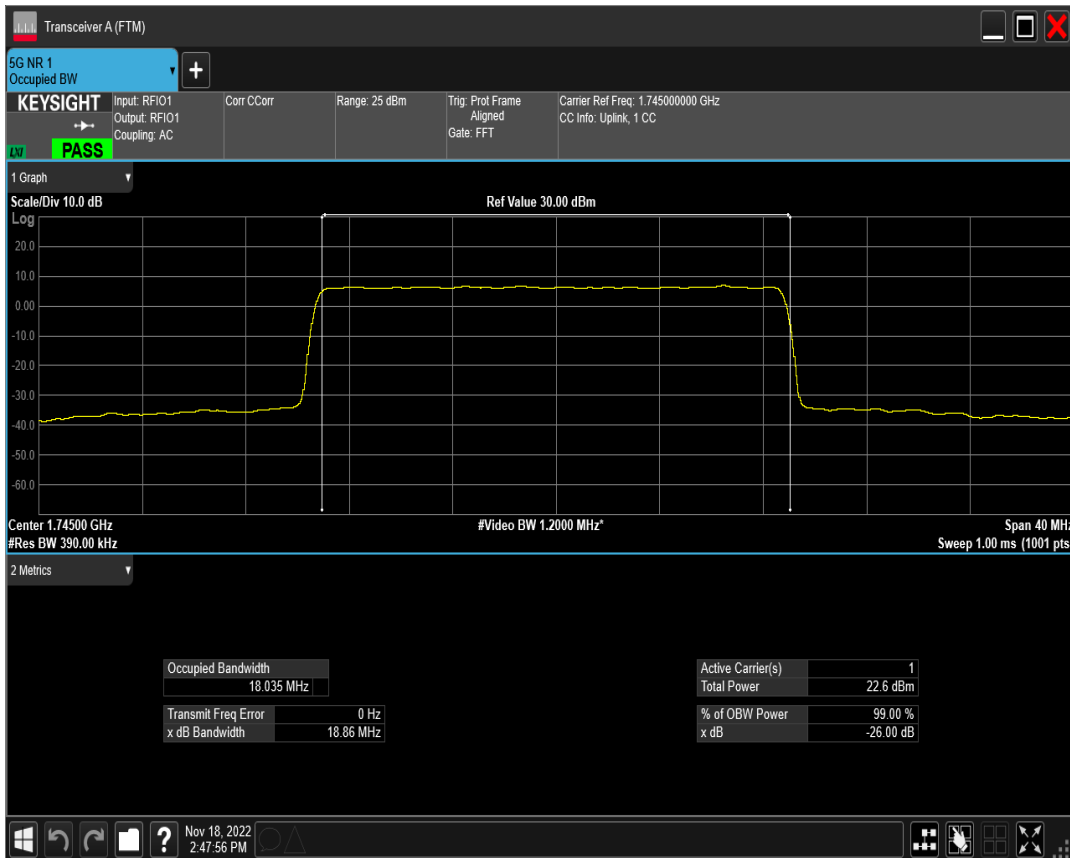 Transceiver A (FTM)
5G NR 1
Occupied BW
+
KEYSIGHT
LXI
PASS
Input: RFIO1
Output: RFIO1
Coupling: AC
Corr CCorr
Range: 25 dBm
Trig: Prot Frame
Aligned
Gate: FFT
Carrier Ref Freq: 1.745000000 GHz
CC Info: Uplink, 1 CC
1 Graph
Scale/Div 10.0 dB
Ref Value 30.00 dBm
Log
20.0
10.0
0.00
-10.0
-20.0
-30.0
-40.0
-50.0
-60.0
Center 1.74500 GHz
#Video BW 1.2000 MHz*
Span 40 MHz
#Res BW 390.00 kHz
Sweep 1.00 ms (1001 pts
2 Metrics
Occupied Bandwidth
18.035 MHz
Transmit Freq Error 0 Hz
x dB Bandwidth 18.86 MHz
Active Carrier(s) 1
Total Power 22.6 dBm
% of OBW Power 99.00 %
x dB -26.00 dB
?
Nov 18, 2022
2:47:56 PM